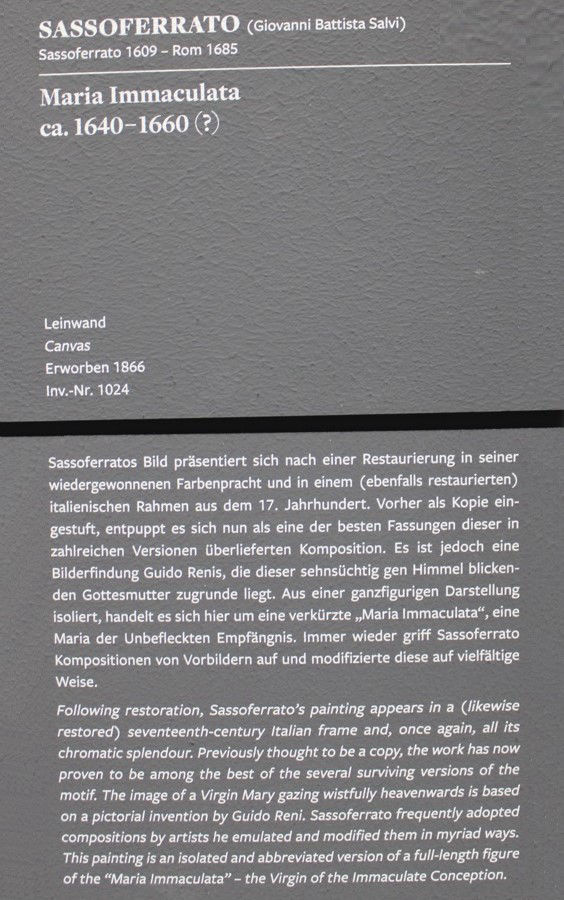 SASSOFERRATO (Giovanni Battista Salvi)
Sassoferrato 1609 – Rom 1685
Maria Immaculata
ca. 1640–1660 (?)
Leinwand
Canvas
Erworben 1866
Inv.-Nr. 1024
Sassoferratos Bild präsentiert sich nach einer Restaurierung in seiner
wiedergewonnenen Farbenpracht und in einem (ebenfalls restaurierten)
italienischen Rahmen aus dem 17. Jahrhundert. Vorher als Kopie ein-
gestuft, entpuppt es sich nun als eine der besten Fassungen dieser in
zahlreichen Versionen überlieferten Komposition. Es ist jedoch eine
Bilderfindung Guido Renis, die dieser sehnsüchtig gen Himmel blicken-
den Gottesmutter zugrunde liegt. Aus einer ganzfigurigen Darstellung
isoliert, handelt es sich hier um eine verkürzte „Maria Immaculata“, eine
Maria der Unbefleckten Empfängnis. Immer wieder griff Sassoferrato
Kompositionen von Vorbildern auf und modifizierte diese auf vielfältige
Weise.
Following restoration, Sassoferrato's painting appears in a (likewise
restored) seventeenth-century Italian frame and, once again, all its
chromatic splendour. Previously thought to be a copy, the work has now
proven to be among the best of the several surviving versions of the
motif. The image of a Virgin Mary gazing wistfully heavenwards is based
on a pictorial invention by Guido Reni. Sassoferrato frequently adopted
compositions by artists he emulated and modified them in myriad ways.
This painting is an isolated and abbreviated version of a full-length figure
of the “Maria Immaculata” – the Virgin of the Immaculate Conception.